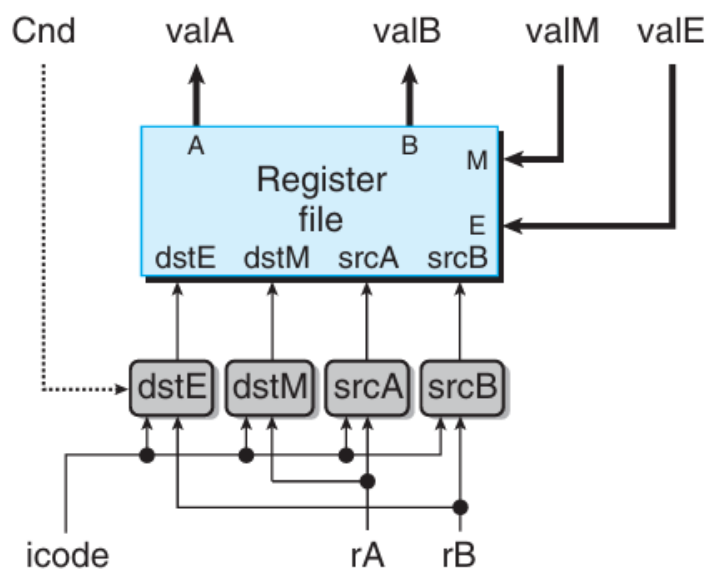 Cnd valA valB valM valE
A B
M
Register
file
E
dstE dstM srcA srcB
dstE dstM srcA srcB
icode rA rB